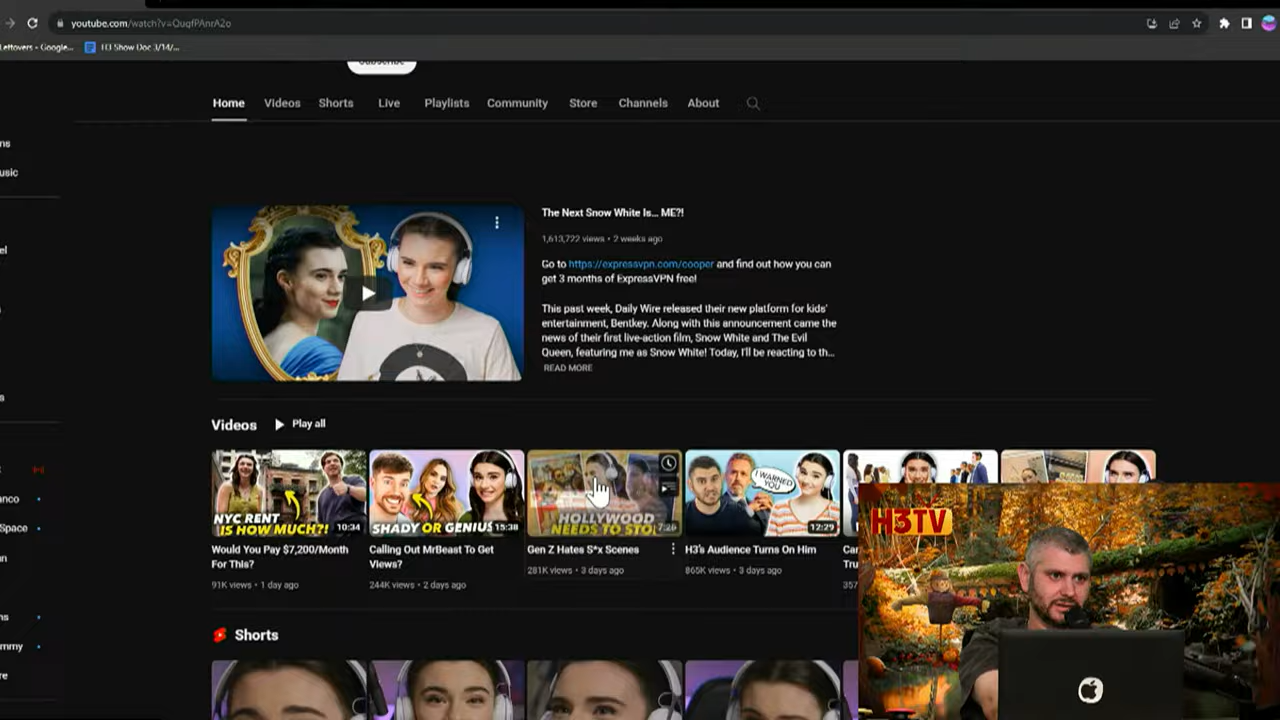 youtube.com/watch?v=OuqfPAnrA2o
Leftovers - Google...
H3 Show Doc 3/14/...
Subscribe
Home Videos Shorts Live Playlists Community Store Channels About
The Next Snow White Is... ME?!
1,613,722 views • 2 weeks ago
Go to https://expressvpn.com/cooper and find out how you can
get 3 months of ExpressVPN free!
This past week, Daily Wire released their new platform for kids'
entertainment, Bentkey. Along with this announcement came the
news of their first live-action film, Snow White and The Evil
Queen, featuring me as Snow White! Today, I'll be reacting to th...
READ MORE
Videos Play all
NYC RENT
IS HOW MUCH?! 10:34
SHADY OR GENIUS 15:38
HOLLYWOOD
NEEDS TO STOP 7:26
I WARNED
YOU
12:29
Would You Pay $7,200/Month
For This?
91K views • 1 day ago
Calling Out MrBeast To Get
Views?
244K views • 2 days ago
Gen Z Hates S*x Scenes
281K views • 3 days ago
H3's Audience Turns On Him
865K views • 3 days ago
H3TV
Shorts